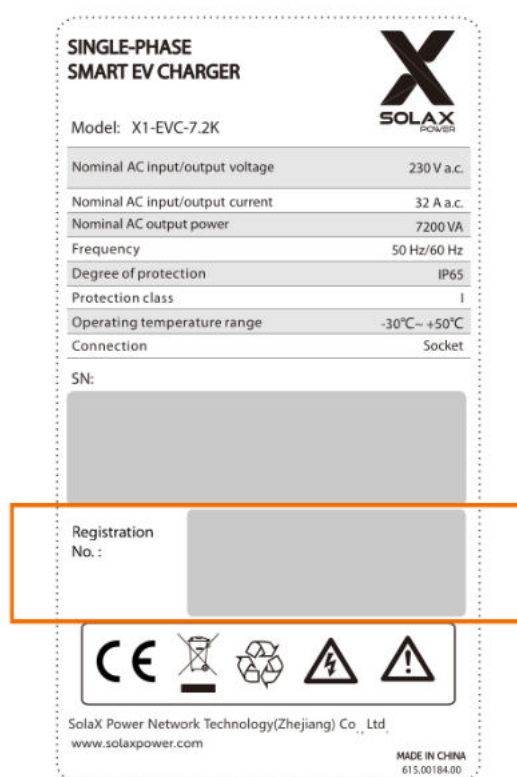 SINGLE-PHASE
SMART EV CHARGER
SOLAX
POWER
Model: X1-EVC-7.2K
Nominal AC input/output voltage 230 V a.c.
Nominal AC input/output current 32 A a.c.
Nominal AC output power 7200 VA
Frequency 50 Hz/60 Hz
Degree of protection IP65
Protection class I
Operating temperature range -30℃~ +50℃
Connection Socket
SN:
Registration
No. :
CE
SolaX Power Network Technology(Zhejiang) Co., Ltd.
www.solaxpower.com
MADE IN CHINA
615.00184.00